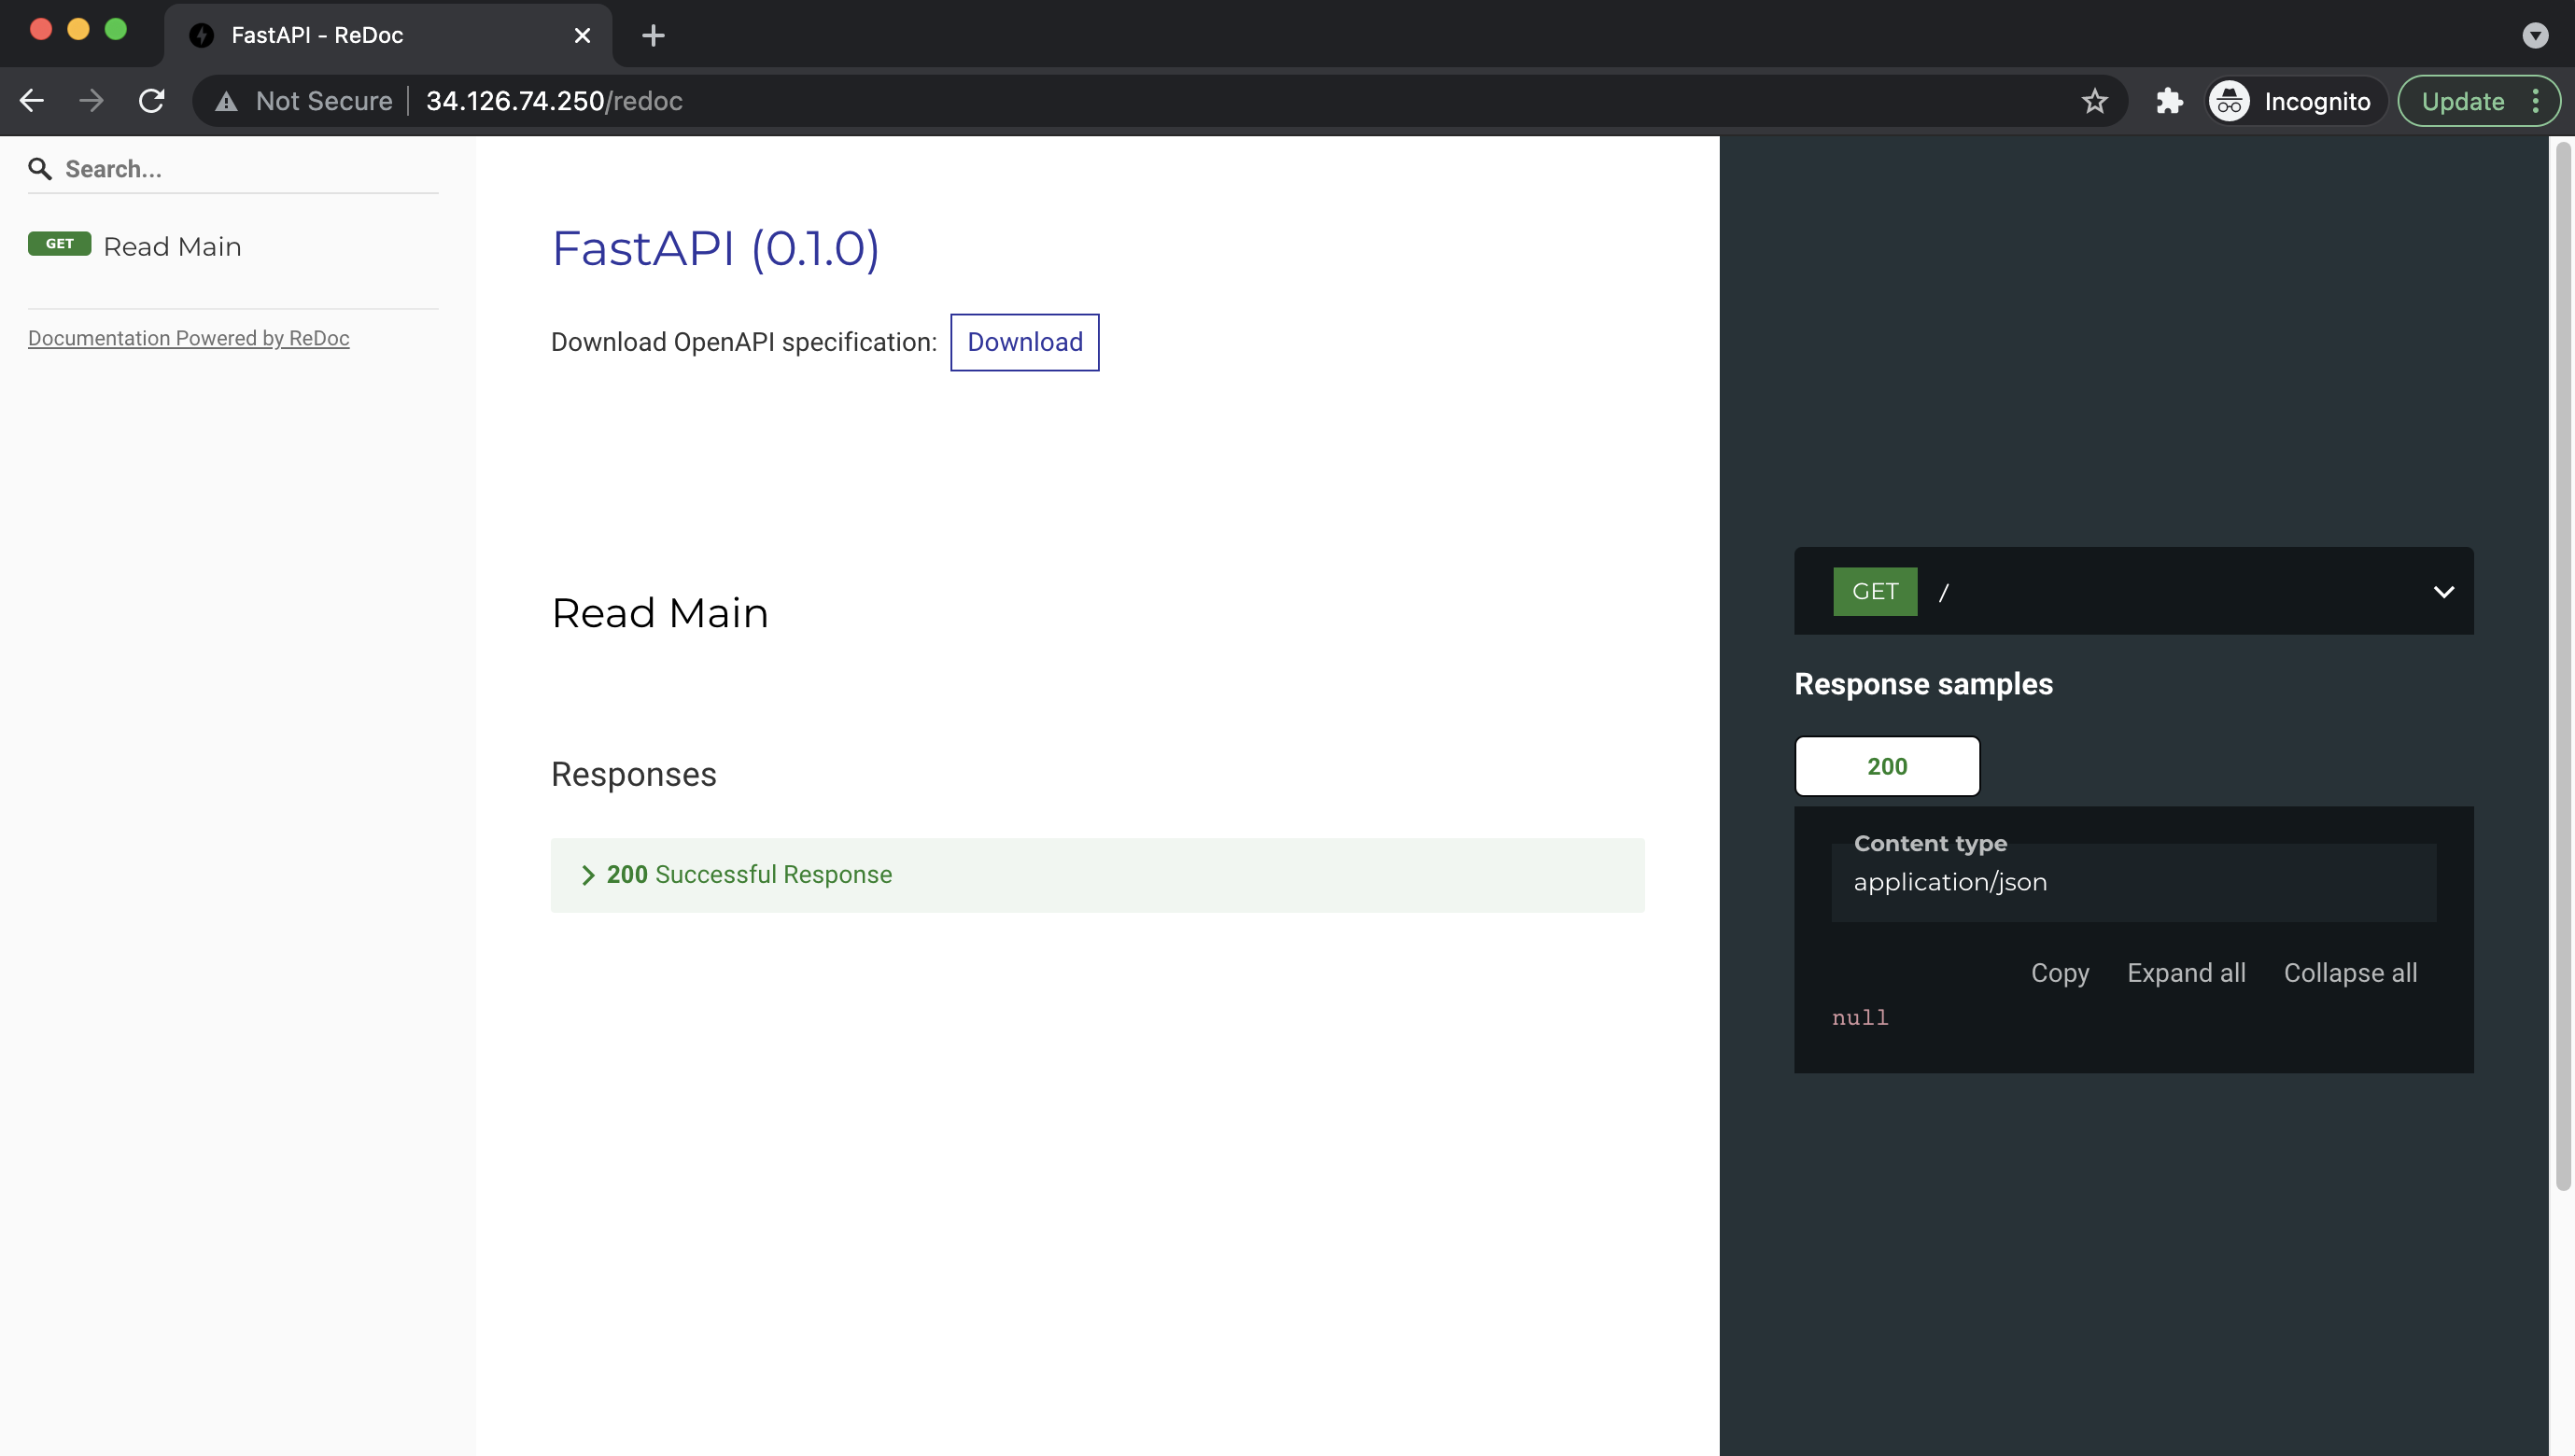 FastAPI - ReDoc
Not Secure
34.126.74.250/redoc
Incognito
Update
Search...
GET Read Main
Documentation Powered by ReDoc
FastAPI (0.1.0)
Download OpenAPI specification: Download
Read Main
Responses
200 Successful Response
GET /
Response samples
200
Content type
application/json
Copy Expand all Collapse all
null